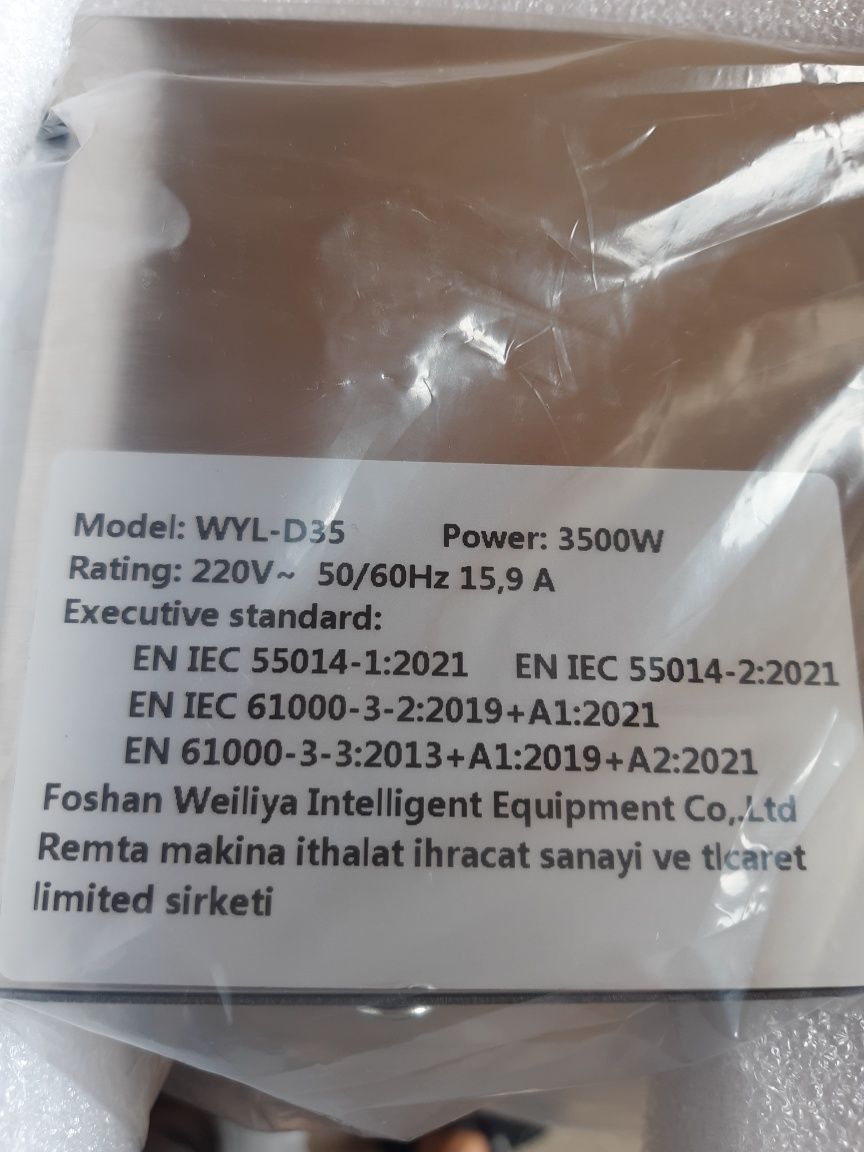 Model: WYL-D35 Power: 3500W
Rating: 220V~ 50/60Hz 15,9 A
Executive standard:
EN IEC 55014-1:2021 EN IEC 55014-2:2021
EN IEC 61000-3-2:2019+A1:2021
EN 61000-3-3:2013+A1:2019+A2:2021
Foshan Weiliya Intelligent Equipment Co,.Ltd
Remta makina ithalat ihracat sanayi ve tlcaret
limited sirketi